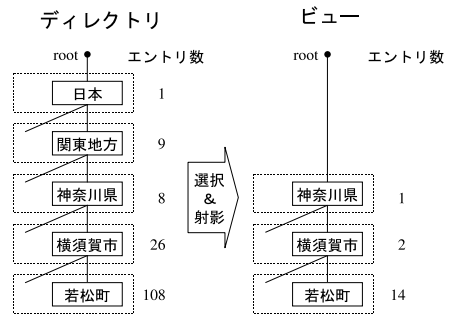 ディレクトリ
root エントリ数
日本 1
関東地方 9
神奈川県 8
横須賀市 26
若松町 108
選択
&
射影
ビュー
root エントリ数
神奈川県 1
横須賀市 2
若松町 14